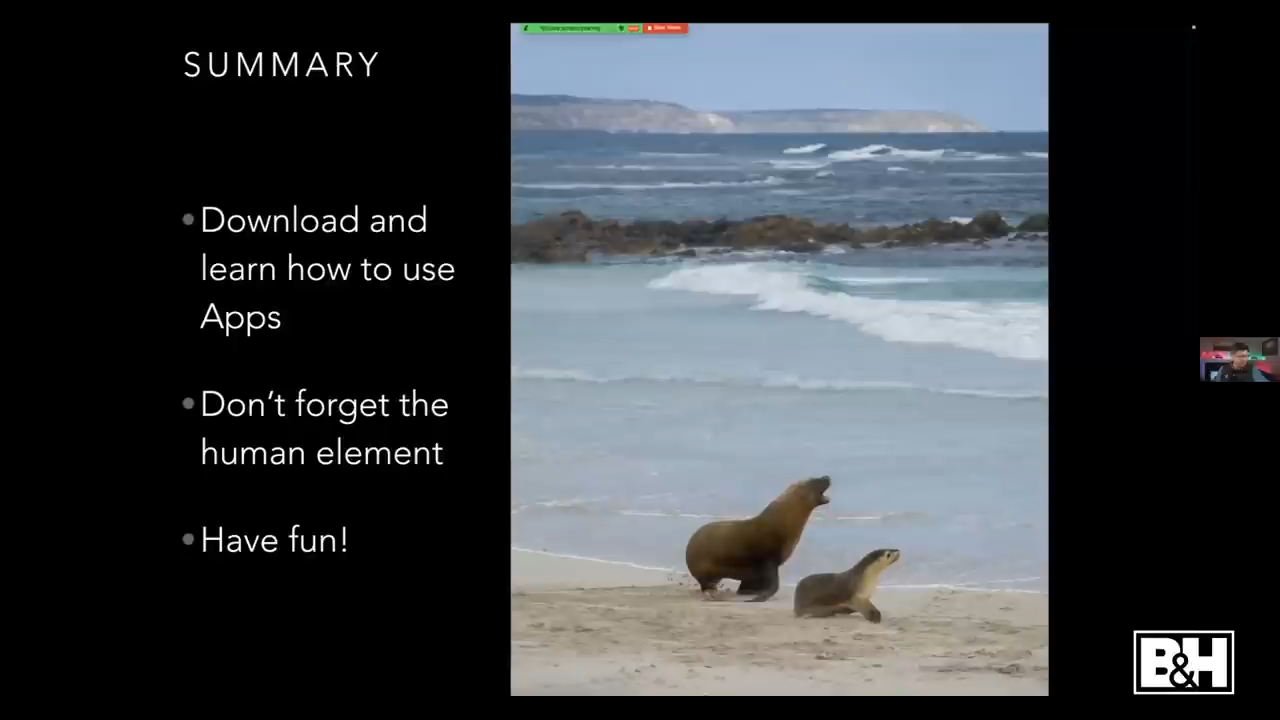 SUMMARY
•Download and
learn how to use
Apps
•Don’t forget the
human element
•Have fun!
B&H